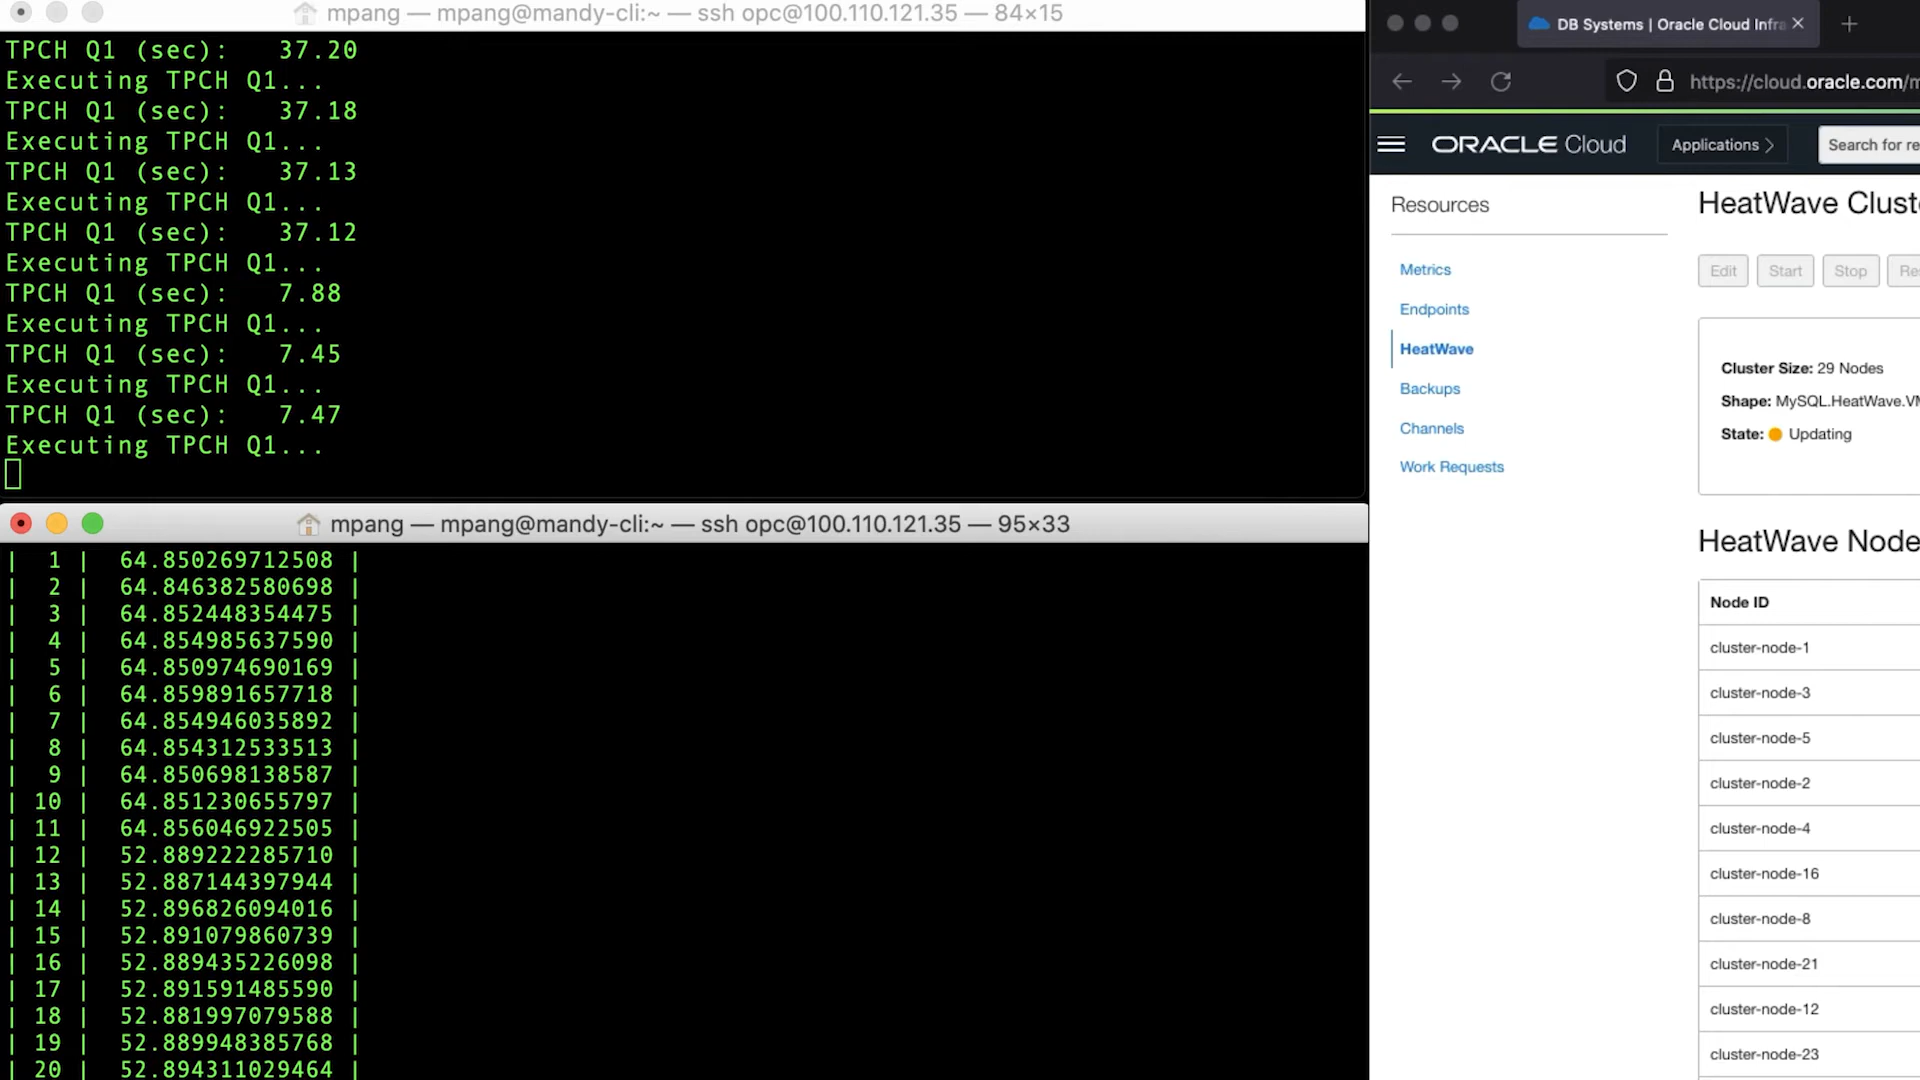 mpang — mpang@mandy-cli:~ — ssh opc@100.110.121.35 — 84×15
TPCH Q1 (sec): 37.20
Executing TPCH Q1...
TPCH Q1 (sec): 37.18
Executing TPCH Q1...
TPCH Q1 (sec): 37.13
Executing TPCH Q1...
TPCH Q1 (sec): 37.12
Executing TPCH Q1...
TPCH Q1 (sec): 7.88
Executing TPCH Q1...
TPCH Q1 (sec): 7.45
Executing TPCH Q1...
TPCH Q1 (sec): 7.47
Executing TPCH Q1...
mpang — mpang@mandy-cli:~ — ssh opc@100.110.121.35 — 95×33
| 1 | 64.850269712508 |
| 2 | 64.846382580698 |
| 3 | 64.852448354475 |
| 4 | 64.854985637590 |
| 5 | 64.850974690169 |
| 6 | 64.859891657718 |
| 7 | 64.854946035892 |
| 8 | 64.854312533513 |
| 9 | 64.850698138587 |
| 10 | 64.851230655797 |
| 11 | 64.856046922505 |
| 12 | 52.889222285710 |
| 13 | 52.887144397944 |
| 14 | 52.896826094016 |
| 15 | 52.891079860739 |
| 16 | 52.889435226098 |
| 17 | 52.891591485590 |
| 18 | 52.881997079588 |
| 19 | 52.889948385768 |
| 20 | 52.894311029464 |
DB Systems | Oracle Cloud Infra
https://cloud.oracle.com/m
ORACLE Cloud
Applications
Search for re
Resources
Metrics
Endpoints
HeatWave
Backups
Channels
Work Requests
HeatWave Cluste
Edit Start Stop Res
Cluster Size: 29 Nodes
Shape: MySQL.HeatWave.VM
State: Updating
HeatWave Node
Node ID
cluster-node-1
cluster-node-3
cluster-node-5
cluster-node-2
cluster-node-4
cluster-node-16
cluster-node-8
cluster-node-21
cluster-node-12
cluster-node-23